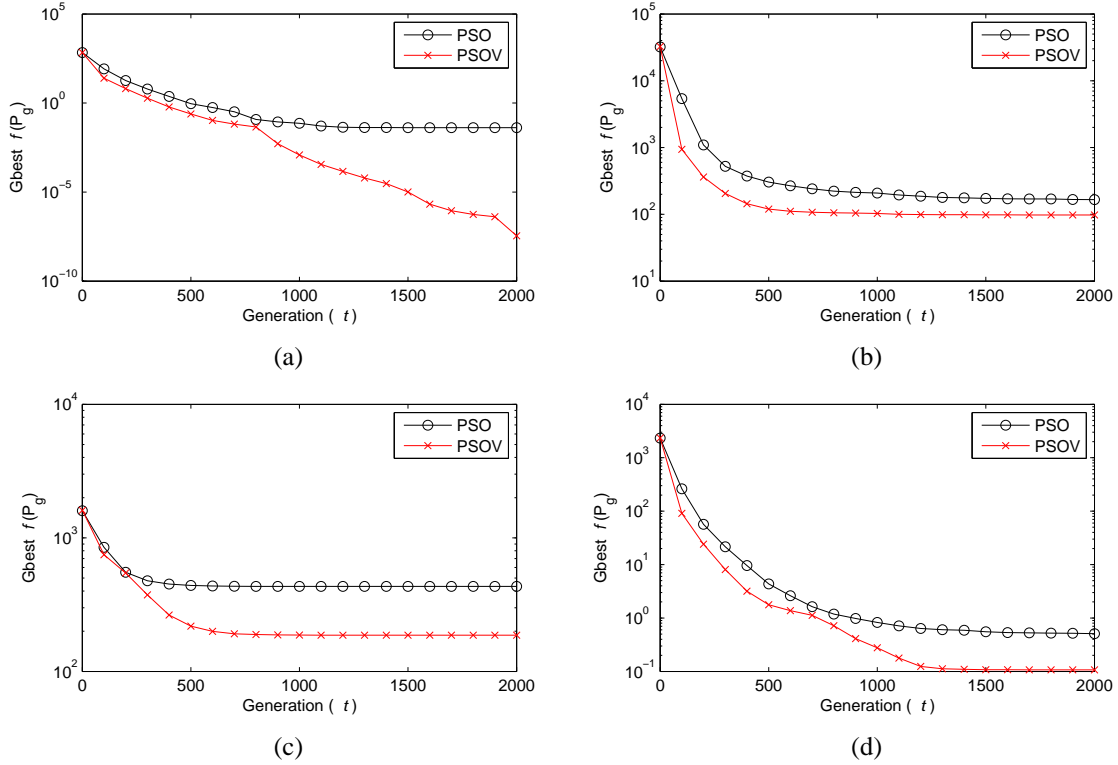 10^5
10^0
10^-5
10^-10
Gbest f (P_g)
0 500 1000 1500 2000
Generation ( t )
PSO
PSOV
(a)
10^5
10^4
10^3
10^2
10^1
Gbest f (P_g)
0 500 1000 1500 2000
Generation ( t )
PSO
PSOV
(b)
10^4
10^3
10^2
Gbest f (P_g)
0 500 1000 1500 2000
Generation ( t )
PSO
PSOV
(c)
10^4
10^3
10^2
10^1
10^0
10^-1
Gbest f (P_g)
0 500 1000 1500 2000
Generation ( t )
PSO
PSOV
(d)